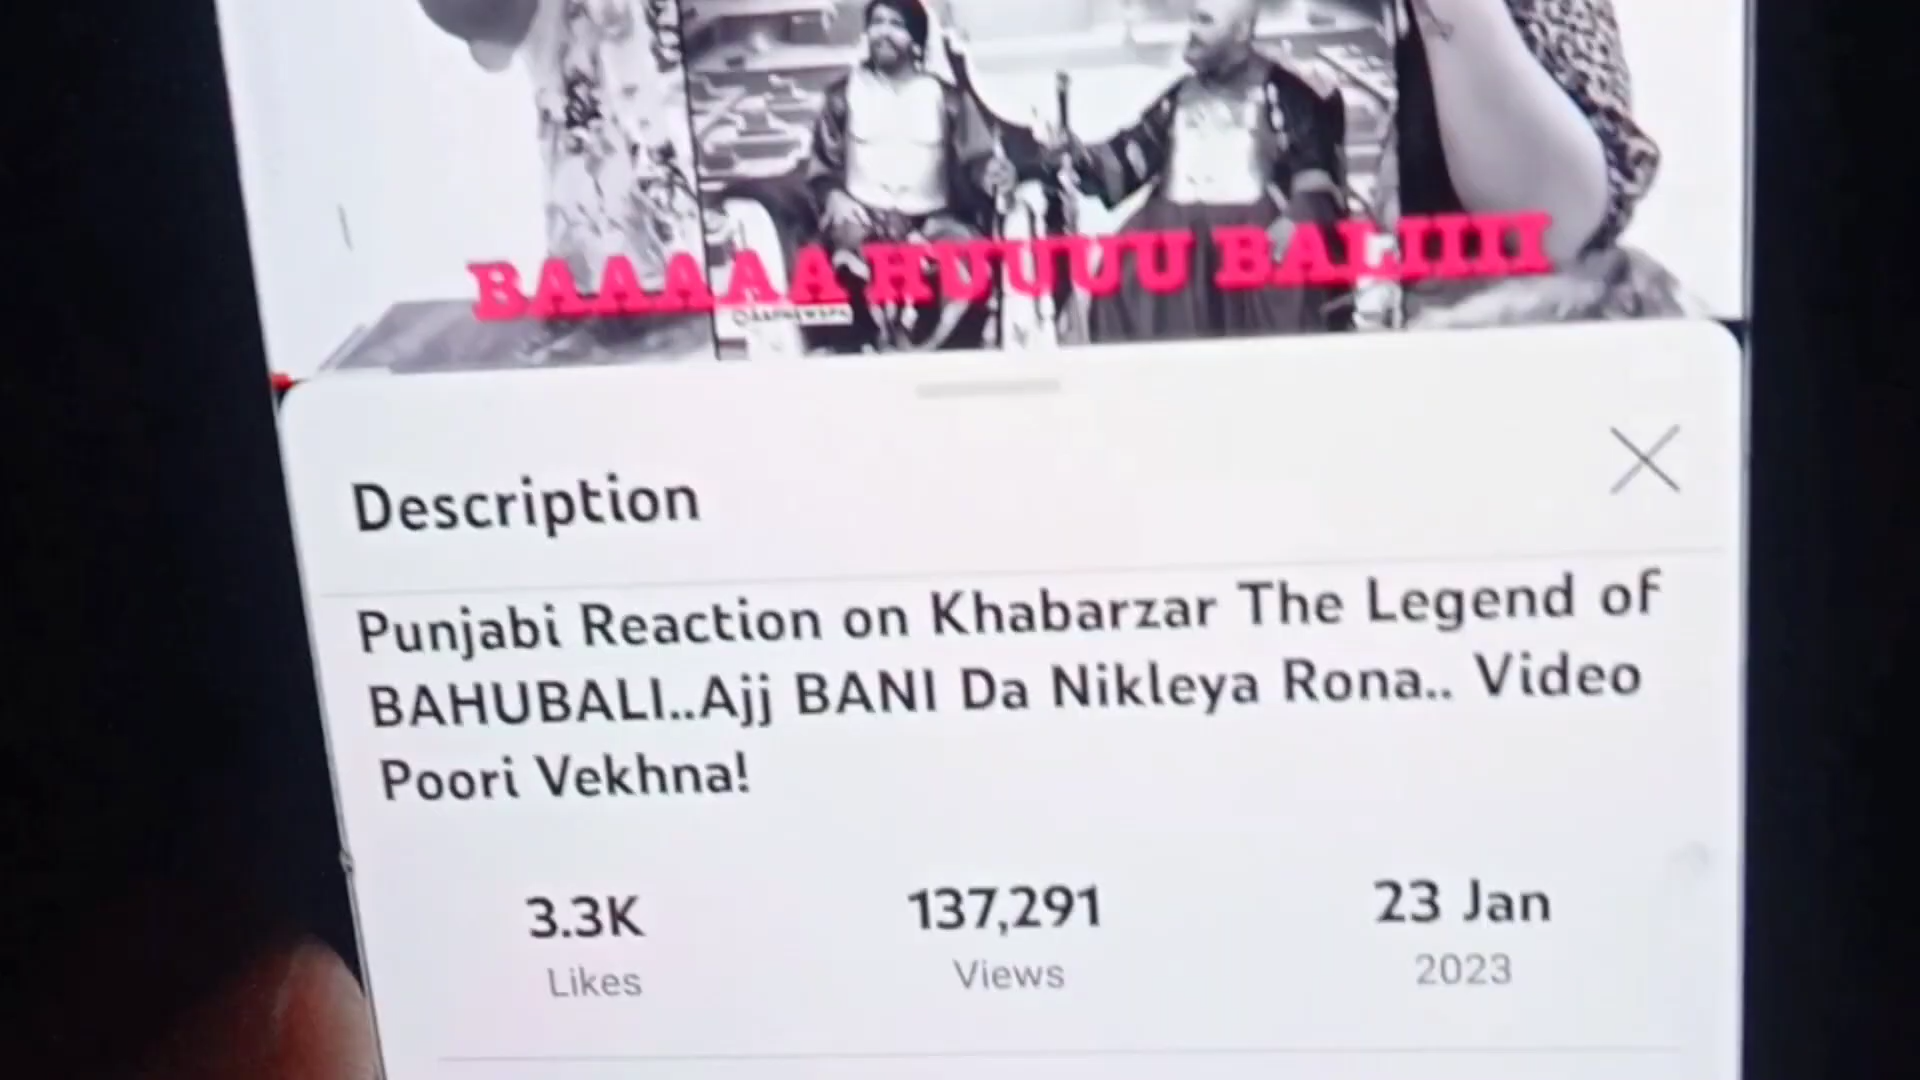 BAAAAA HUUUU BALIIII
Description
Punjabi Reaction on Khabarzar The Legend of
BAHUBALI..Ajj BANI Da Nikleya Rona.. Video
Poori Vekhna!
3.3K
137,291
23 Jan
Likes
Views
2023